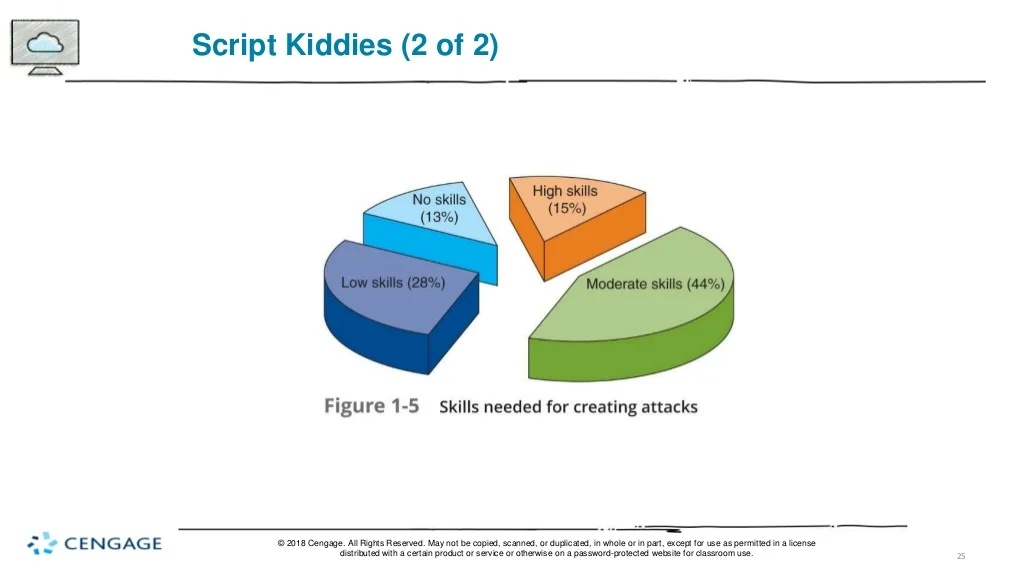 Script Kiddies (2 of 2)
No skills
(13%)
High skills
(15%)
Low skills (28%)
Moderate skills (44%)
Figure 1-5 Skills needed for creating attacks
CENGAGE
© 2018 Cengage. All Rights Reserved. May not be copied, scanned, or duplicated, in whole or in part, except for use as permitted in a license
distributed with a certain product or service or otherwise on a password-protected website for classroom use.
25